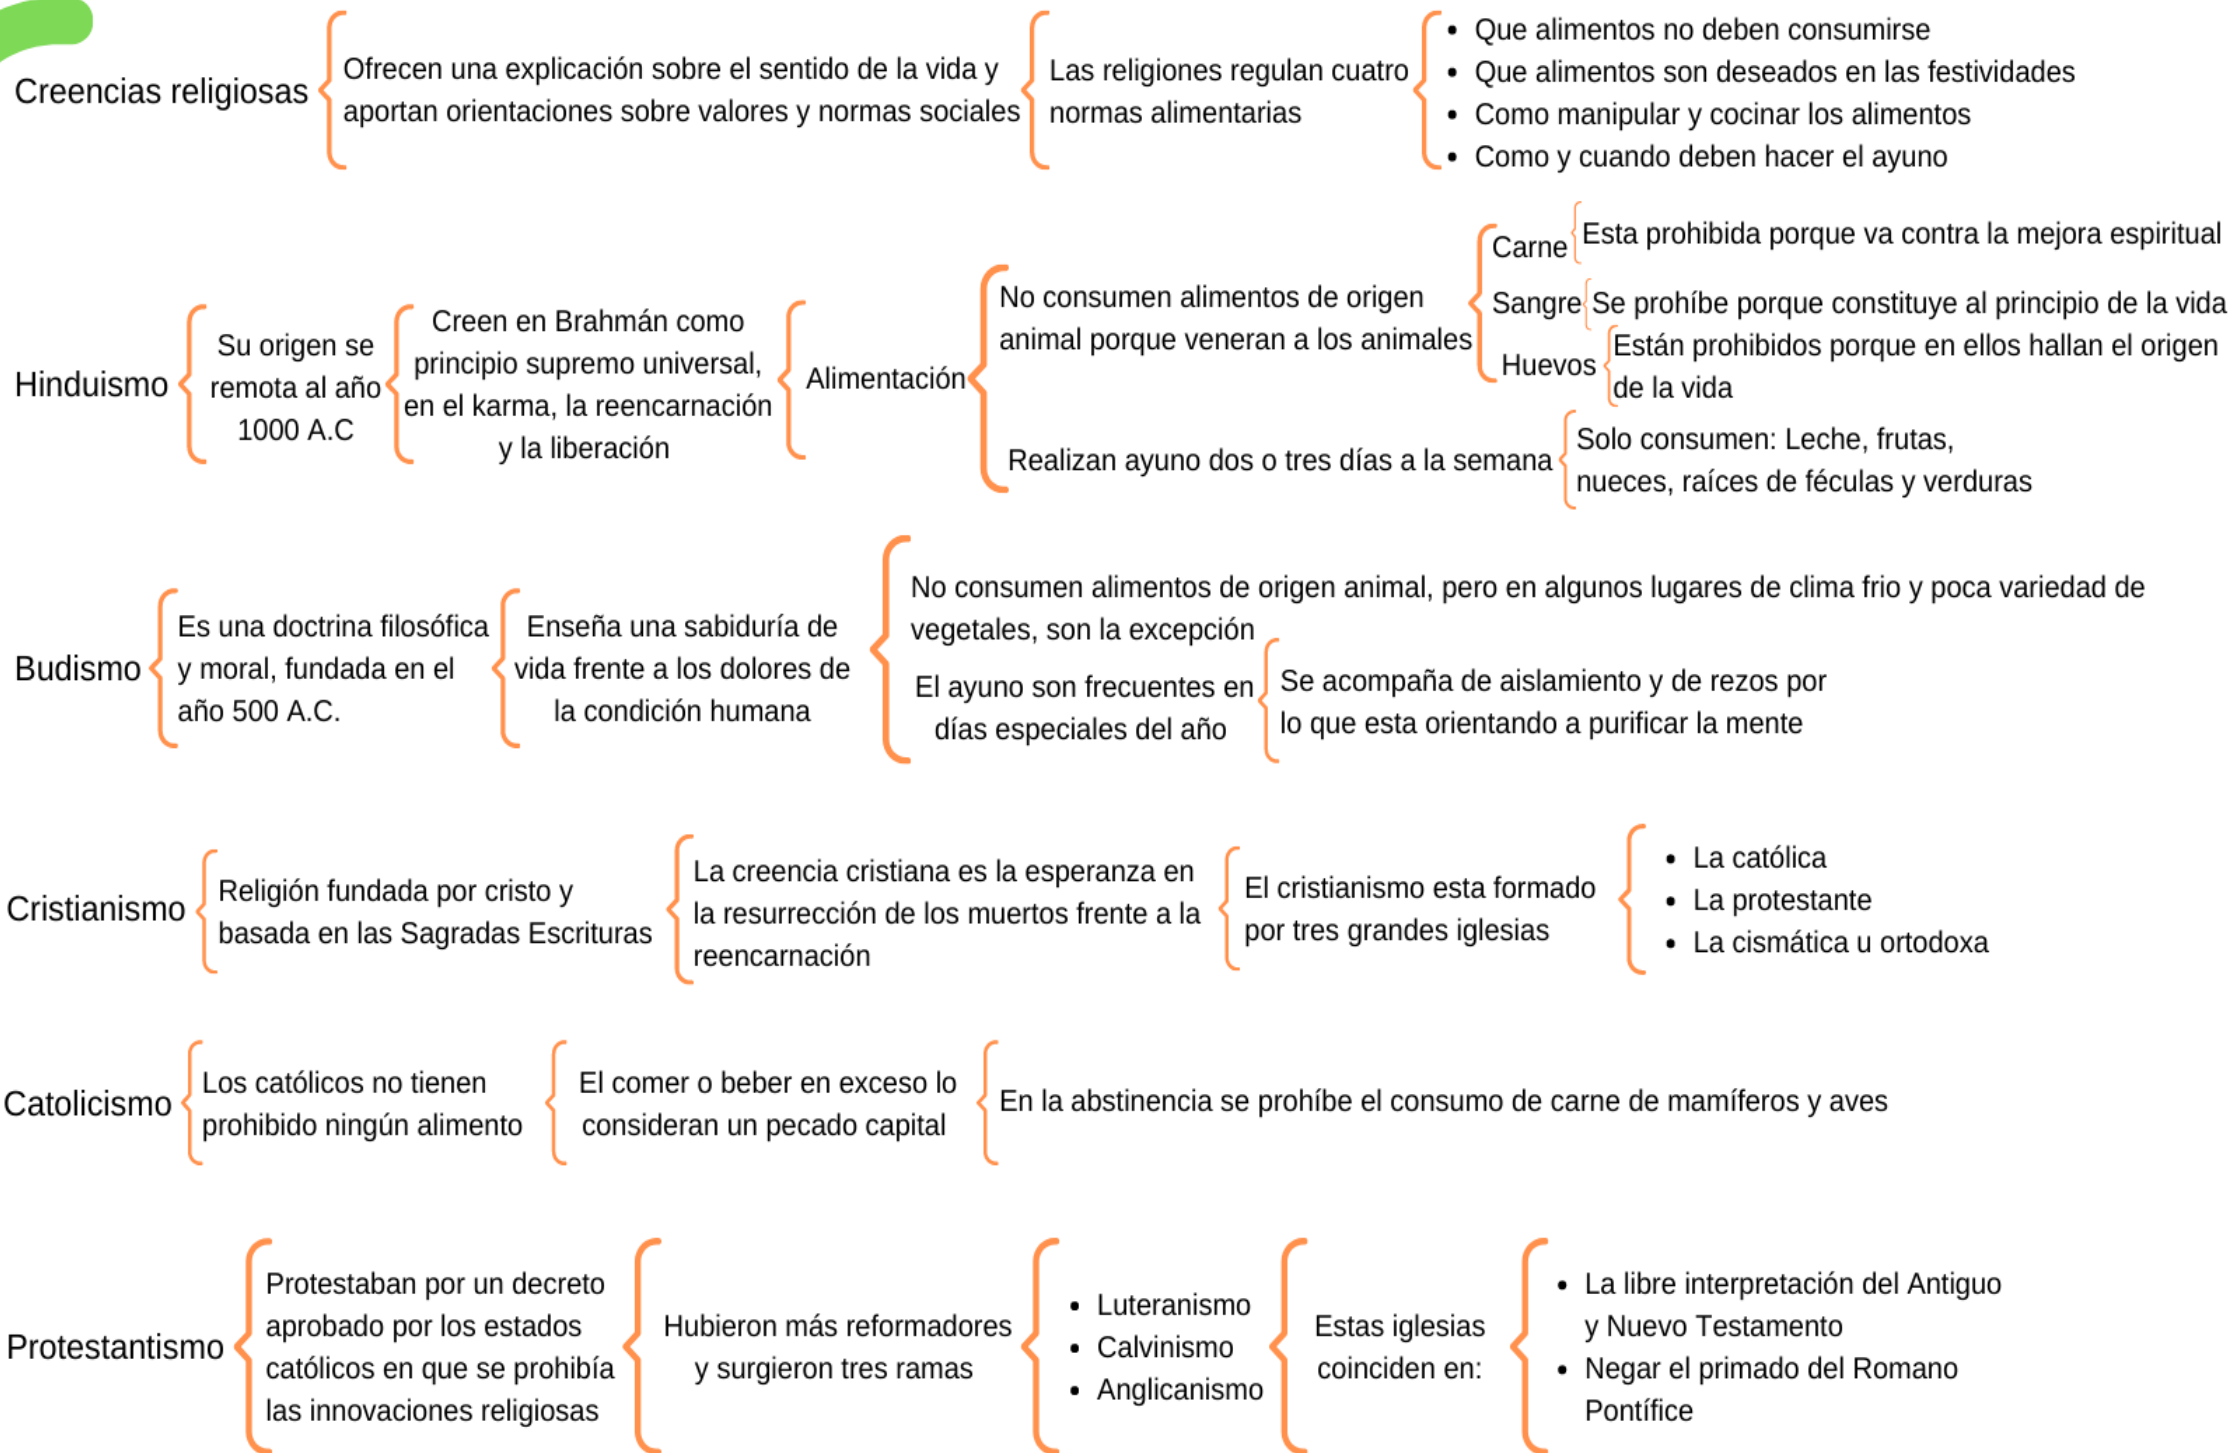 Creencias religiosas
Ofrecen una explicación sobre el sentido de la vida y
aportan orientaciones sobre valores y normas sociales
Las religiones regulan cuatro
normas alimentarias
• Que alimentos no deben consumirse
• Que alimentos son deseados en las festividades
• Como manipular y cocinar los alimentos
• Como y cuando deben hacer el ayuno
Hinduismo
Su origen se
remota al año
1000 A.C
Creen en Brahmán como
principio supremo universal,
en el karma, la reencarnación
y la liberación
Alimentación
No consumen alimentos de origen
animal porque veneran a los animales
Carne
Esta prohibida porque va contra la mejora espiritual
Sangre
Se prohíbe porque constituye al principio de la vida
Huevos
Están prohibidos porque en ellos hallan el origen
de la vida
Realizan ayuno dos o tres días a la semana
Solo consumen: Leche, frutas,
nueces, raíces de féculas y verduras
Budismo
Es una doctrina filosófica
y moral, fundada en el
año 500 A.C.
Enseña una sabiduría de
vida frente a los dolores de
la condición humana
No consumen alimentos de origen animal, pero en algunos lugares de clima frio y poca variedad de
vegetales, son la excepción
El ayuno son frecuentes en
días especiales del año
Se acompaña de aislamiento y de rezos por
lo que esta orientando a purificar la mente
Cristianismo
Religión fundada por cristo y
basada en las Sagradas Escrituras
La creencia cristiana es la esperanza en
la resurrección de los muertos frente a la
reencarnación
El cristianismo esta formado
por tres grandes iglesias
• La católica
• La protestante
• La cismática u ortodoxa
Catolicismo
Los católicos no tienen
prohibido ningún alimento
El comer o beber en exceso lo
consideran un pecado capital
En la abstinencia se prohíbe el consumo de carne de mamíferos y aves
Protestantismo
Protestaban por un decreto
aprobado por los estados
católicos en que se prohibía
las innovaciones religiosas
Hubieron más reformadores
y surgieron tres ramas
• Luteranismo
• Calvinismo
• Anglicanismo
Estas iglesias
coinciden en:
• La libre interpretación del Antiguo
y Nuevo Testamento
• Negar el primado del Romano
Pontífice